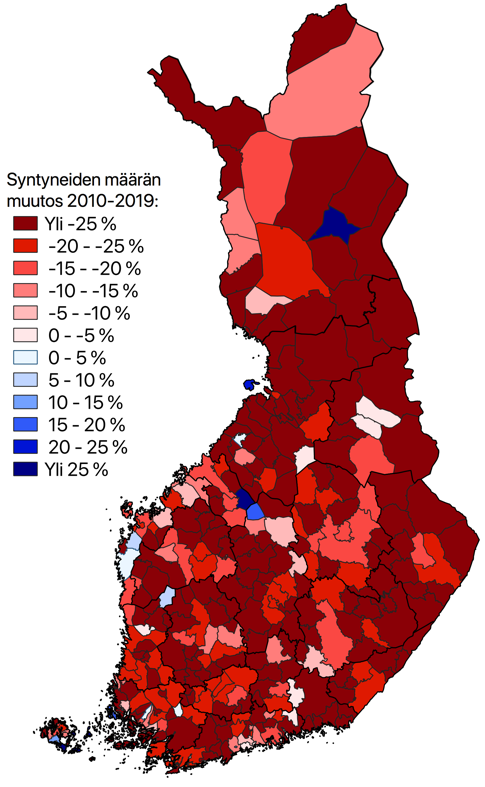 Syntyneiden määrän
muutos 2010-2019:
Yli -25 %
-20 - -25 %
-15 - -20 %
-10 - -15 %
-5 - -10 %
0 - -5 %
0 - 5 %
5 - 10 %
10 - 15 %
15 - 20 %
20 - 25 %
Yli 25 %